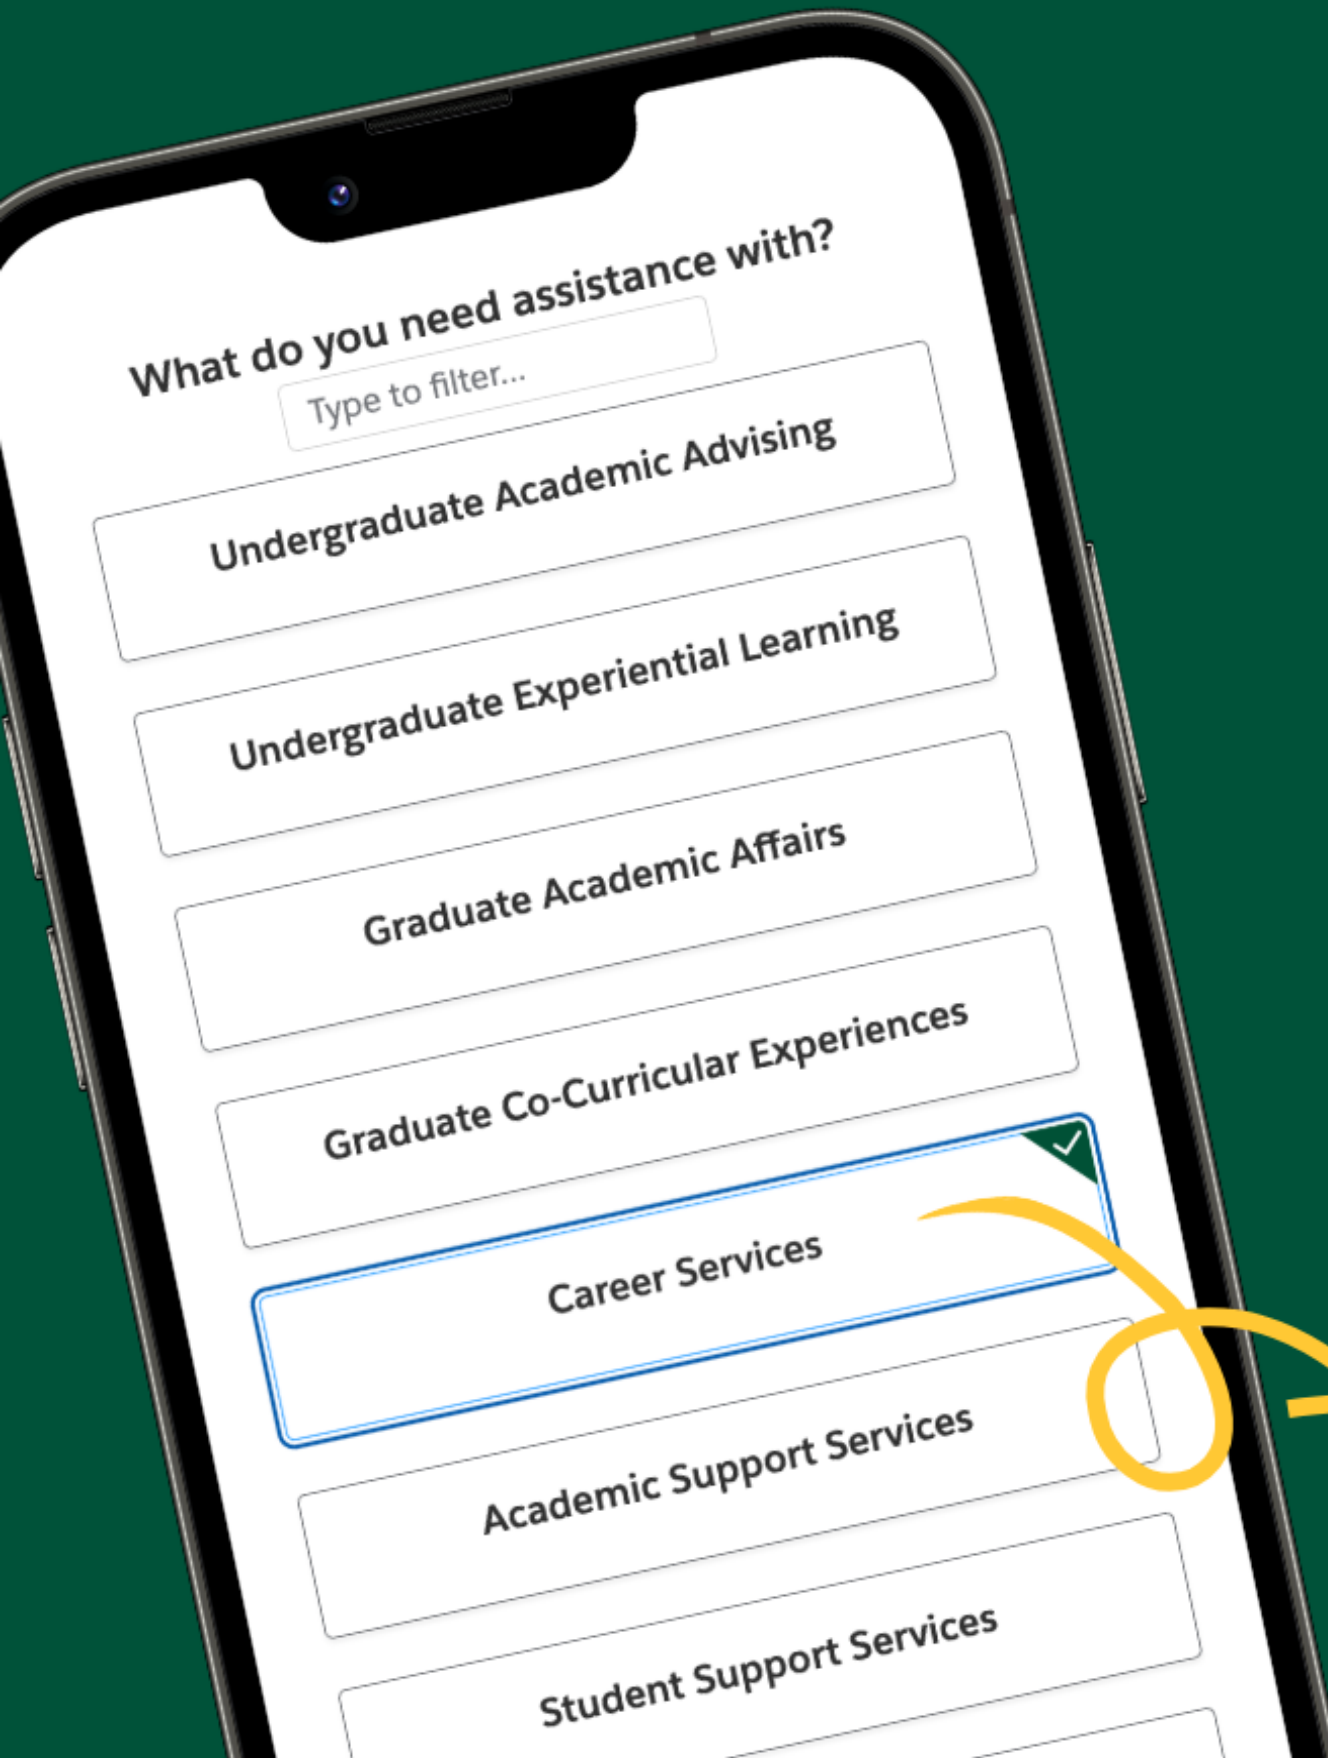 What do you need assistance with?
Type to filter...
Undergraduate Academic Advising
Undergraduate Experiential Learning
Graduate Academic Affairs
Graduate Co-Curricular Experiences
Career Services
Academic Support Services
Student Support Services